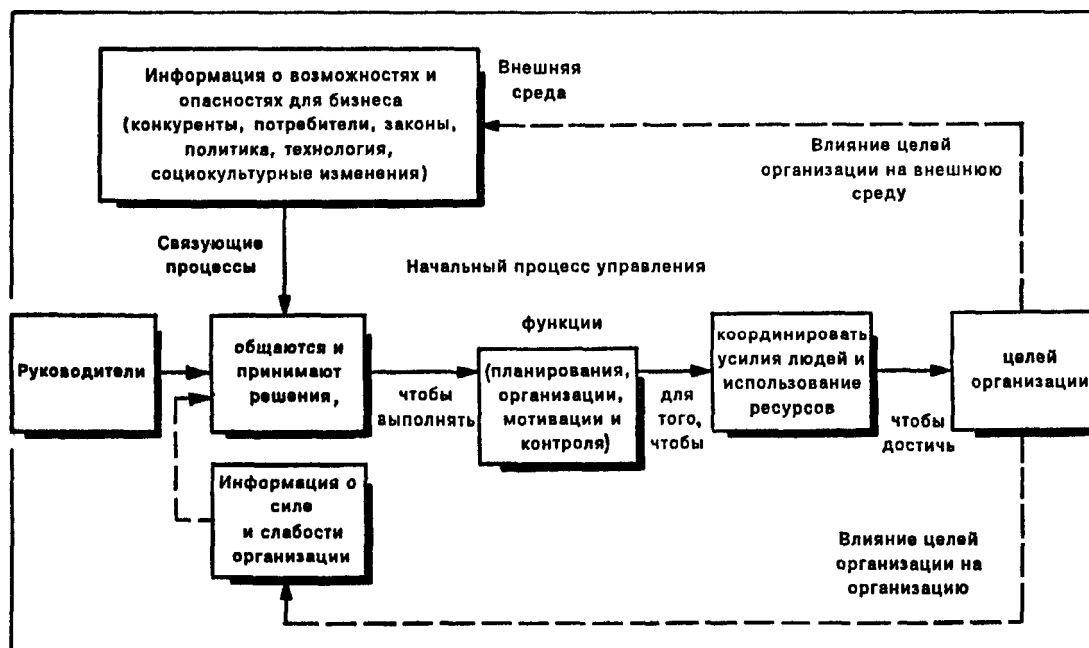 Информация о возможностях и
опасностях для бизнеса
(конкуренты, потребители, законы,
политика, технология,
социокультурные изменения)
Внешняя
среда
Влияние целей
организации на внешнюю
среду
Связующие
процессы
Начальный процесс управления
Руководители
общаются и
принимают
решения,
чтобы
выполнять
функции
(планирования,
организации,
мотивации и
контроля)
для
того,
чтобы
координировать
усилия людей и
использование
ресурсов
чтобы
достичь
целей
организации
Информация о
силе
и слабости
организации
Влияние целей
организации на
организацию